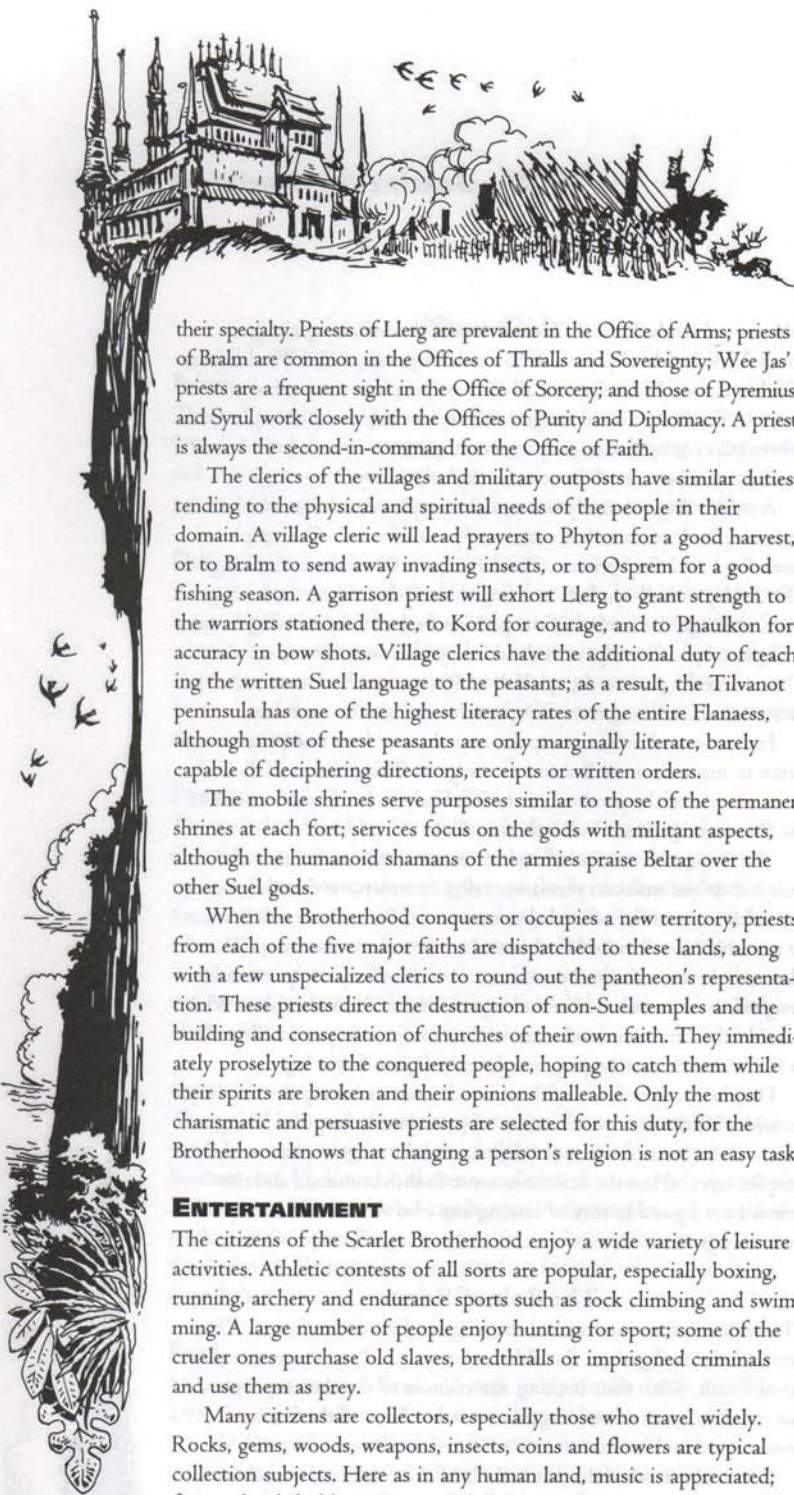 their specialty. Priests of Llerg are prevalent in the Office of Arms; priests
of Bralm are common in the Offices of Thralls and Sovereignty; Wee Jas'
priests are a frequent sight in the Office of Sorcery; and those of Pyremius
and Syrul work closely with the Offices of Purity and Diplomacy. A priest
is always the second-in-command for the Office of Faith.
The clerics of the villages and military outposts have similar duties
tending to the physical and spiritual needs of the people in their
domain. A village cleric will lead prayers to Phyton for a good harvest,
or to Bralm to send away invading insects, or to Osprem for a good
fishing season. A garrison priest will exhort Llerg to grant strength to
the warriors stationed there, to Kord for courage, and to Phaulkon for
accuracy in bow shots. Village clerics have the additional duty of teach
ing the written Suel language to the peasants; as a result, the Tilvanot
peninsula has one of the highest literacy rates of the entire Flanaess,
although most of these peasants are only marginally literate, barely
capable of deciphering directions, receipts or written orders.
The mobile shrines serve purposes similar to those of the permanen
shrines at each fort; services focus on the gods with militant aspects,
although the humanoid shamans of the armies praise Beltar over the
other Suel gods.
When the Brotherhood conquers or occupies a new territory, priests
from each of the five major faiths are dispatched to these lands, along
with a few unspecialized clerics to round out the pantheon's representa-
tion. These priests direct the destruction of non-Suel temples and the
building and consecration of churches of their own faith. They immedi-
ately proselytize to the conquered people, hoping to catch them while
their spirits are broken and their opinions malleable. Only the most
charismatic and persuasive priests are selected for this duty, for the
Brotherhood knows that changing a person's religion is not an easy task
ENTERTAINMENT
The citizens of the Scarlet Brotherhood enjoy a wide variety of leisure
activities. Athletic contests of all sorts are popular, especially boxing,
running, archery and endurance sports such as rock climbing and swim
ming. A large number of people enjoy hunting for sport; some of the
crueler ones purchase old slaves, bredthralls or imprisoned criminals
and use them as prey.
Many citizens are collectors, especially those who travel widely.
Rocks, gems, woods, weapons, insects, coins and flowers are typical
collection subjects. Here as in any human land, music is appreciated;